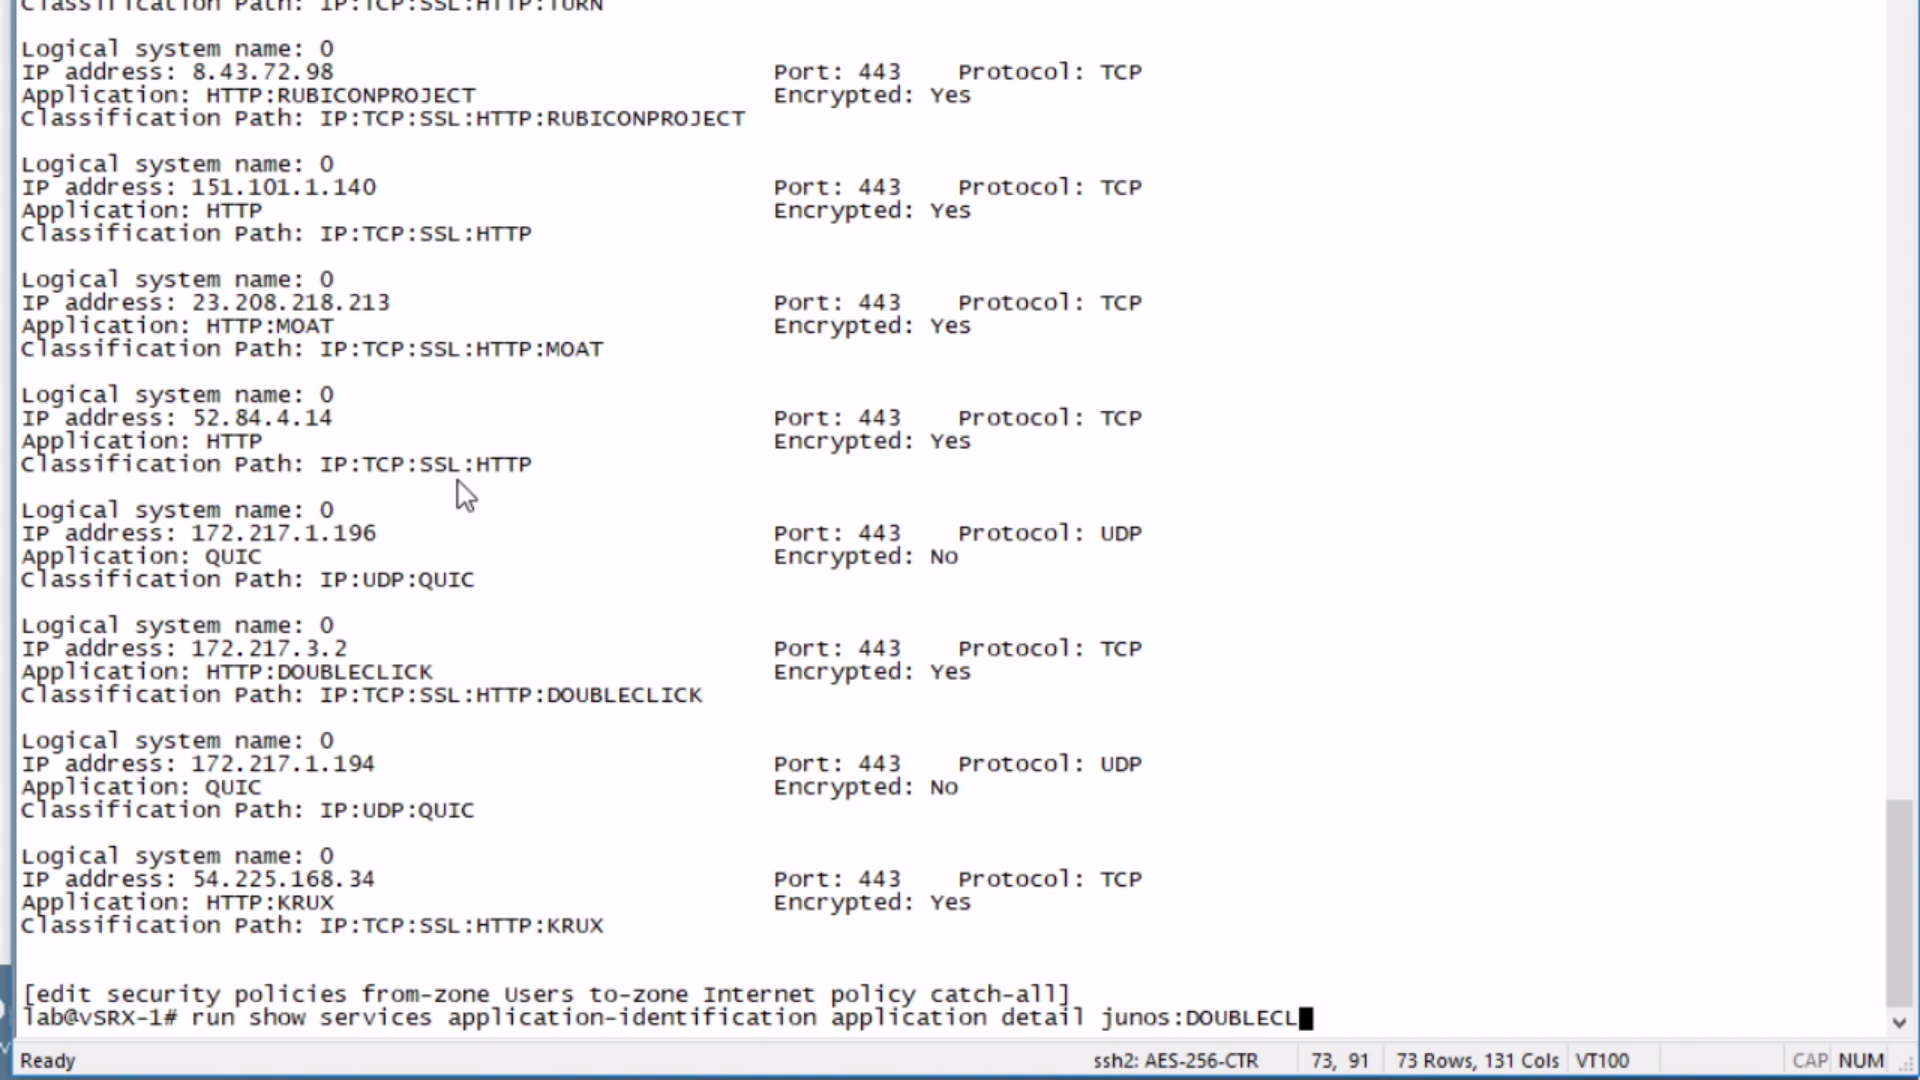 Classification Path: IP:TCP:SSL:HTTP:TURN
Logical system name: 0
IP address: 8.43.72.98 Port: 443 Protocol: TCP
Application: HTTP:RUBICONPROJECT Encrypted: Yes
Classification Path: IP:TCP:SSL:HTTP:RUBICONPROJECT
Logical system name: 0
IP address: 151.101.1.140 Port: 443 Protocol: TCP
Application: HTTP Encrypted: Yes
Classification Path: IP:TCP:SSL:HTTP
Logical system name: 0
IP address: 23.208.218.213 Port: 443 Protocol: TCP
Application: HTTP:MOAT Encrypted: Yes
Classification Path: IP:TCP:SSL:HTTP:MOAT
Logical system name: 0
IP address: 52.84.4.14 Port: 443 Protocol: TCP
Application: HTTP Encrypted: Yes
Classification Path: IP:TCP:SSL:HTTP
Logical system name: 0
IP address: 172.217.1.196 Port: 443 Protocol: UDP
Application: QUIC Encrypted: No
Classification Path: IP:UDP:QUIC
Logical system name: 0
IP address: 172.217.3.2 Port: 443 Protocol: TCP
Application: HTTP:DOUBLECLICK Encrypted: Yes
Classification Path: IP:TCP:SSL:HTTP:DOUBLECLICK
Logical system name: 0
IP address: 172.217.1.194 Port: 443 Protocol: UDP
Application: QUIC Encrypted: No
Classification Path: IP:UDP:QUIC
Logical system name: 0
IP address: 54.225.168.34 Port: 443 Protocol: TCP
Application: HTTP:KRUX Encrypted: Yes
Classification Path: IP:TCP:SSL:HTTP:KRUX
[edit security policies from-zone Users to-zone Internet policy catch-all]
lab@vSRX-1# run show services application-identification application detail junos:DOUBLECL
Ready ssh2: AES-256-CTR 73, 91 73 Rows, 131 Cols VT100 CAP NUM